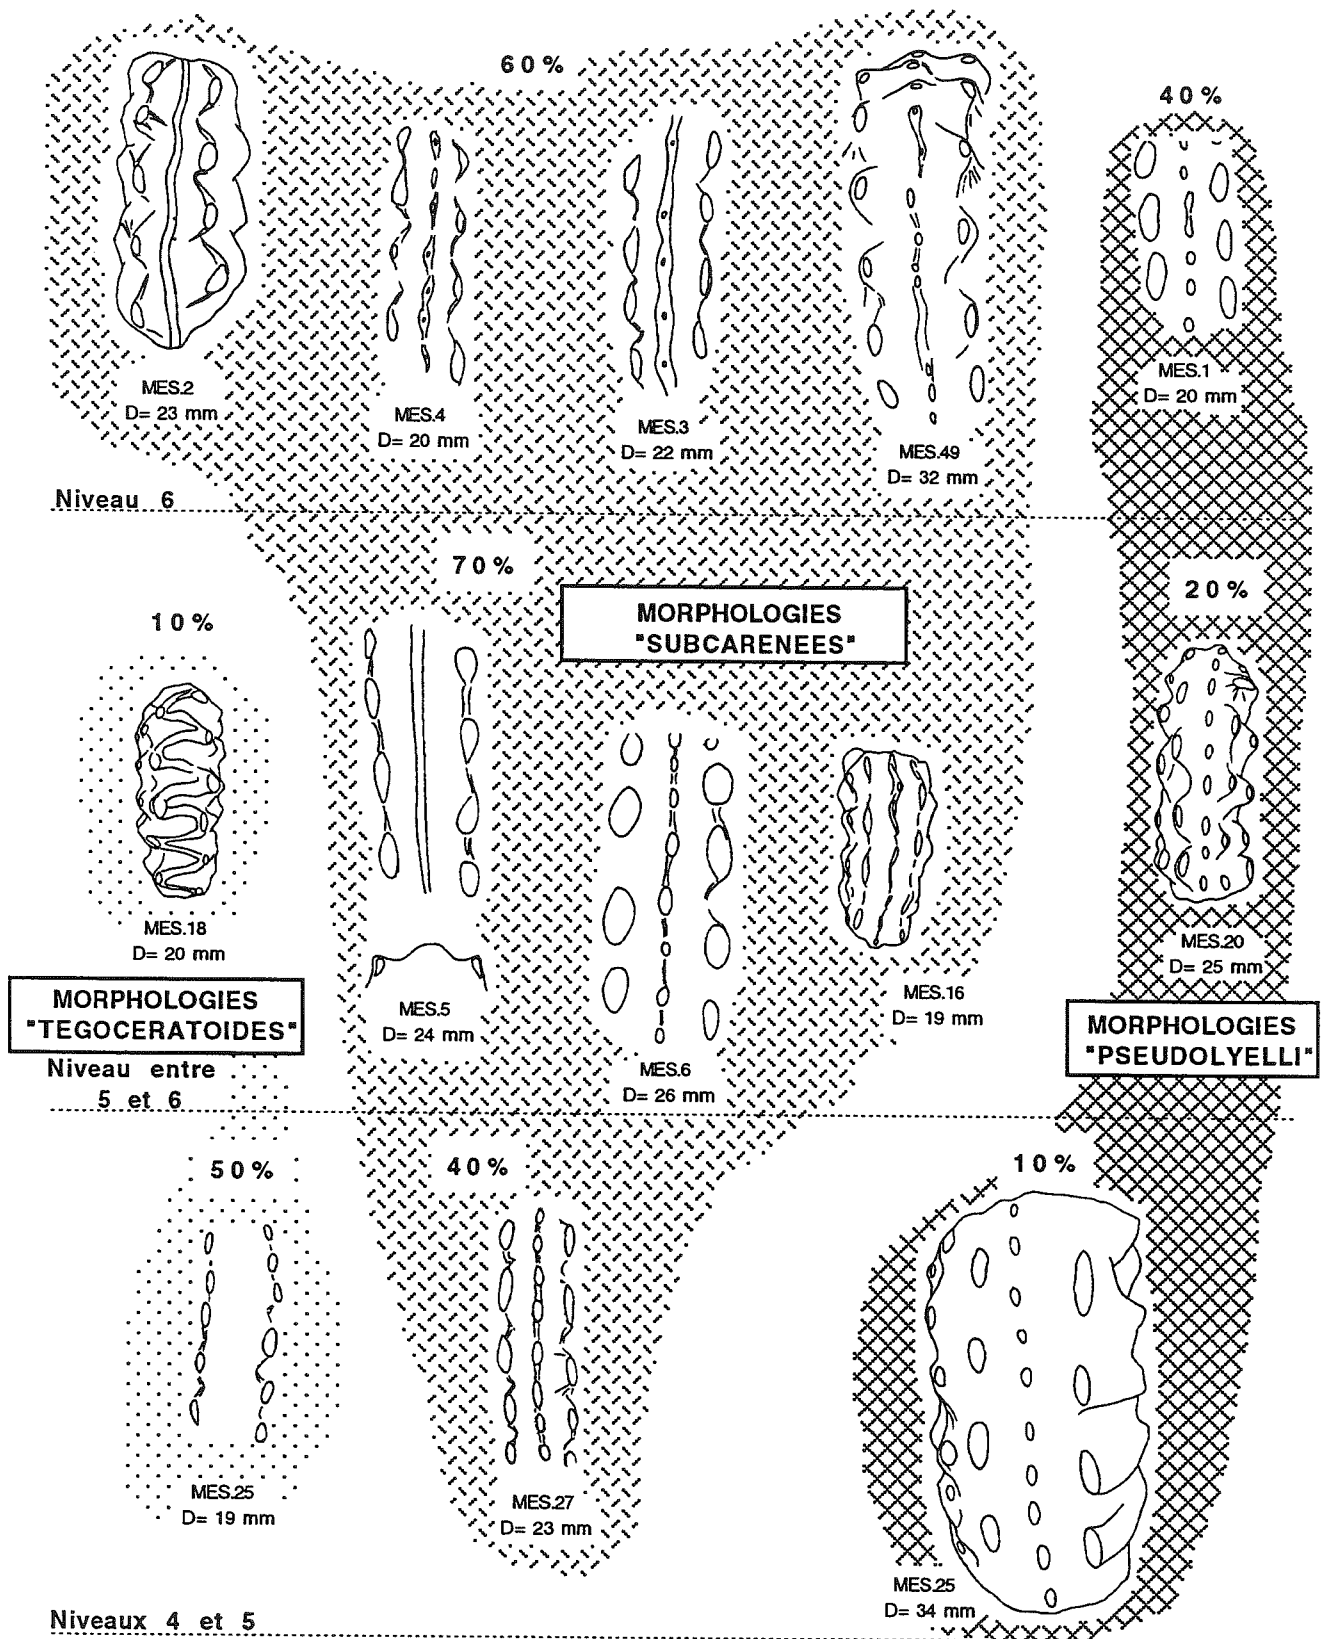 60%
40%
MES.2
D= 23 mm
MES.4
D= 20 mm
MES.3
D= 22 mm
MES.49
D= 32 mm
MES.1
D= 20 mm
Niveau 6
70%
MORPHOLOGIES
"SUBCARENEES"
20%
10%
MES.18
D= 20 mm
MES.5
D= 24 mm
MES.6
D= 26 mm
MES.16
D= 19 mm
MES.20
D= 25 mm
MORPHOLOGIES
"TEGOCERATOIDES"
MORPHOLOGIES
"PSEUDOLYELLI"
Niveau entre
5 et 6
50%
40%
10%
MES.25
D= 19 mm
MES.27
D= 23 mm
MES.25
D= 34 mm
Niveaux 4 et 5